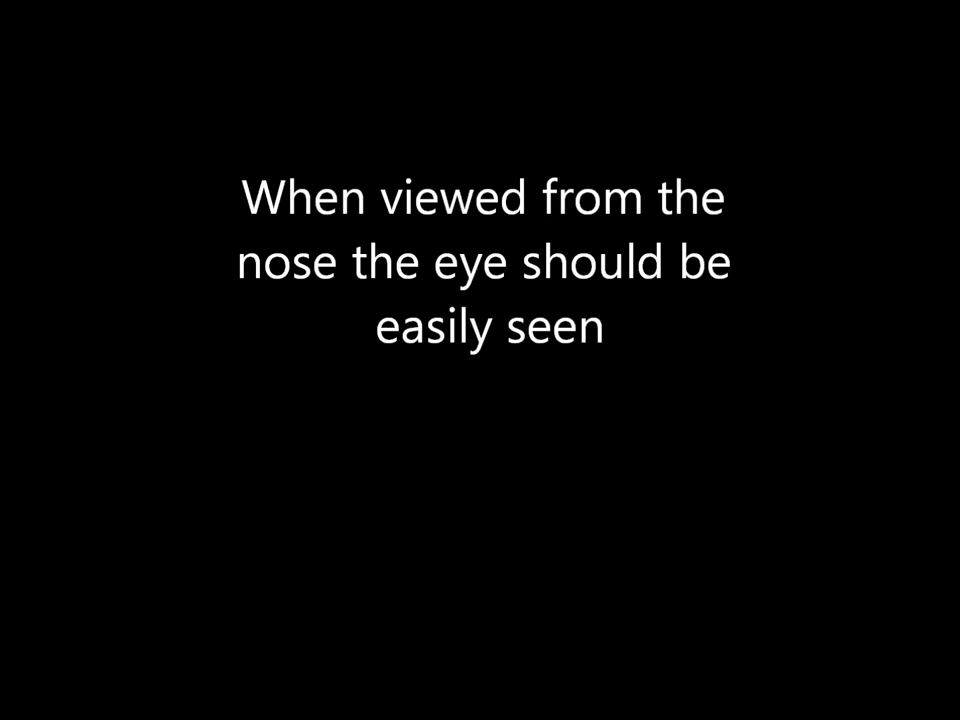 When viewed from the
nose the eye should be
easily seen